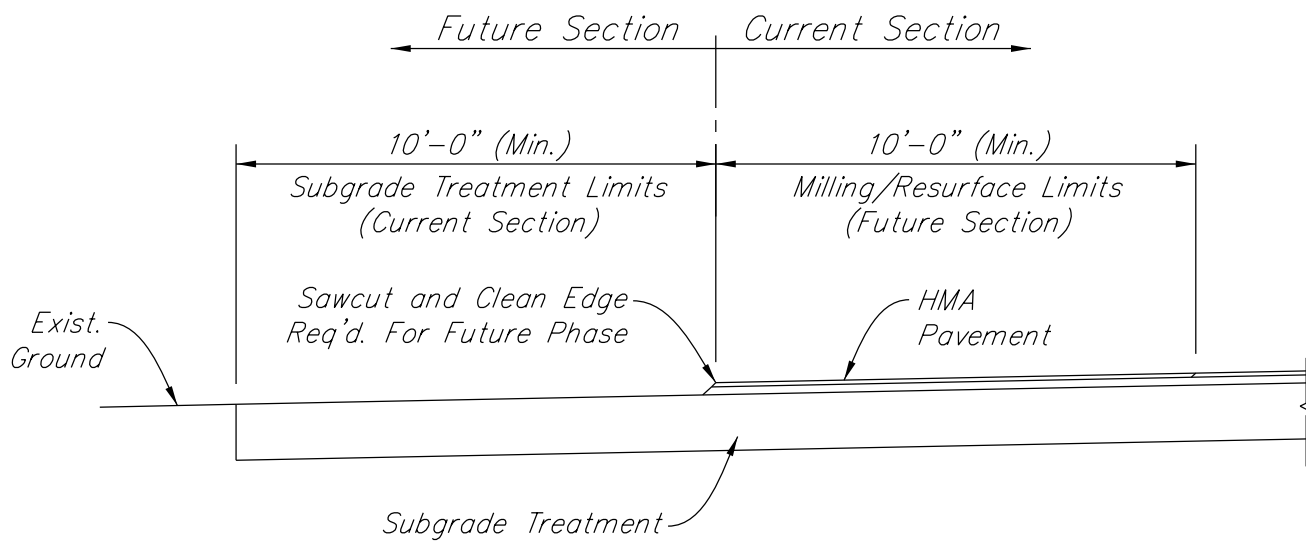 Future Section
Current Section
10'-0" (Min.)
Subgrade Treatment Limits
(Current Section)
10'-0" (Min.)
Milling/Resurface Limits
(Future Section)
Sawcut and Clean Edge
Req'd. For Future Phase
HMA
Pavement
Exist.
Ground
Subgrade Treatment